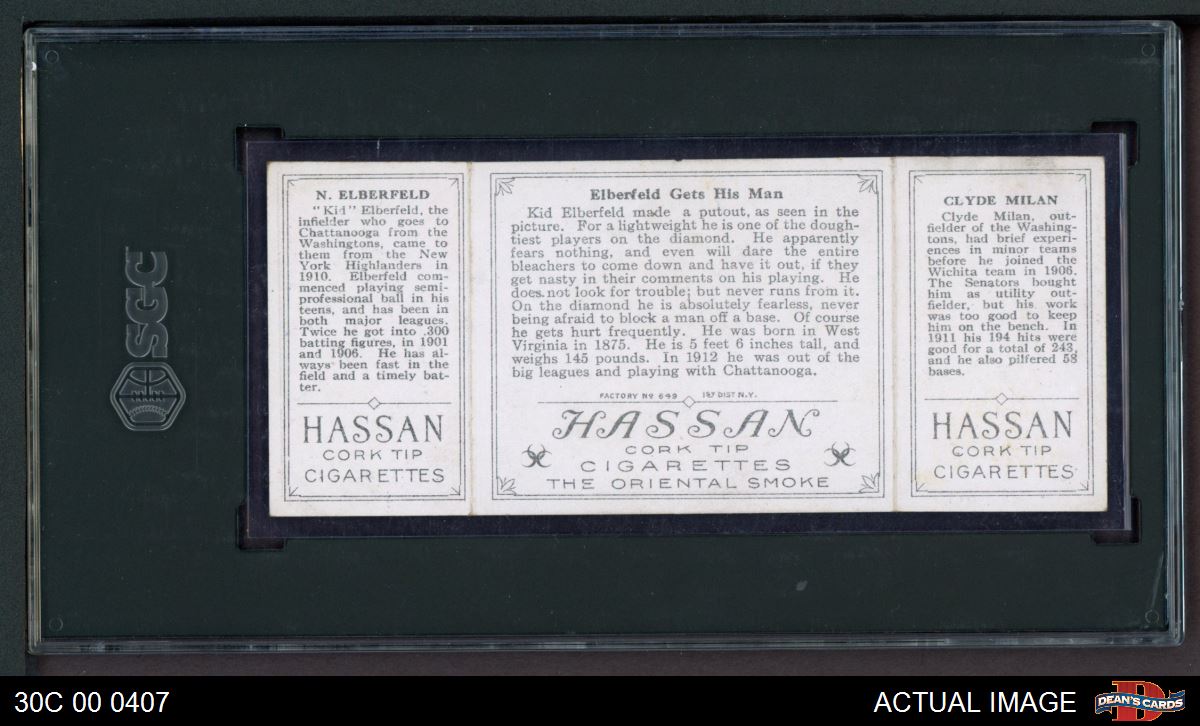 SGC
N. ELBERFELD
"Kid" Elberfeld, the
infielder who goes to
Chattanooga from the
Washingtons, came to
them from the New
York Highlanders in
1910. Elberfeld com-
menced playing semi-
professional ball in his
teens, and has been in
both major leagues.
Twice he got into .300
batting figures, in 1901
and 1906. He has al-
ways been fast in the
field and a timely bat-
ter.
HASSAN
CORK TIP
CIGARETTES
Elberfeld Gets His Man
Kid Elberfeld made a putout, as seen in the
picture. For a lightweight he is one of the dough-
tiest players on the diamond. He apparently
fears nothing, and even will dare the entire
bleachers to come down and have it out, if they
get nasty in their comments on his playing. He
does not look for trouble; but never runs from it.
On the diamond he is absolutely fearless, never
being afraid to block a man off a base. Of course
he gets hurt frequently. He was born in West
Virginia in 1875. He is 5 feet 6 inches tall, and
weighs 145 pounds. In 1912 he was out of the
big leagues and playing with Chattanooga.
FACTORY No 649 1ST DIST N.Y.
HASSAN
CORK TIP
CIGARETTES
THE ORIENTAL SMOKE
CLYDE MILAN
Clyde Milan, out-
fielder of the Washing-
tons, had brief experi-
ences in minor teams
before he joined the
Wichita team in 1906.
The Senators bought
him as utility out-
fielder, but his work
was too good to keep
him on the bench. In
1911 his 194 hits were
good for a total of 243,
and he also pilfered 58
bases.
HASSAN
CORK TIP
CIGARETTES
30C 00 0407
ACTUAL IMAGE
DEAN'S CARDS